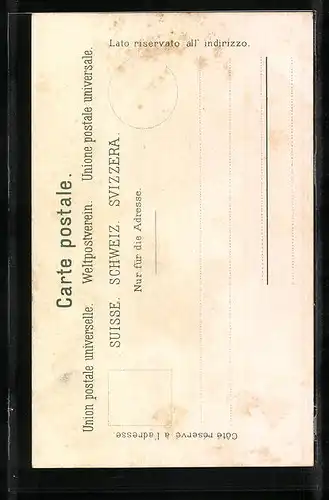 Carte postale.
Union postale universelle. Weltpostverein. Unione postale universale.
SUISSE. SCHWEIZ. SVIZZERA.
Nur für die Adresse.
Côté réservé à l'adresse.
Lato riservato all' indirizzo.